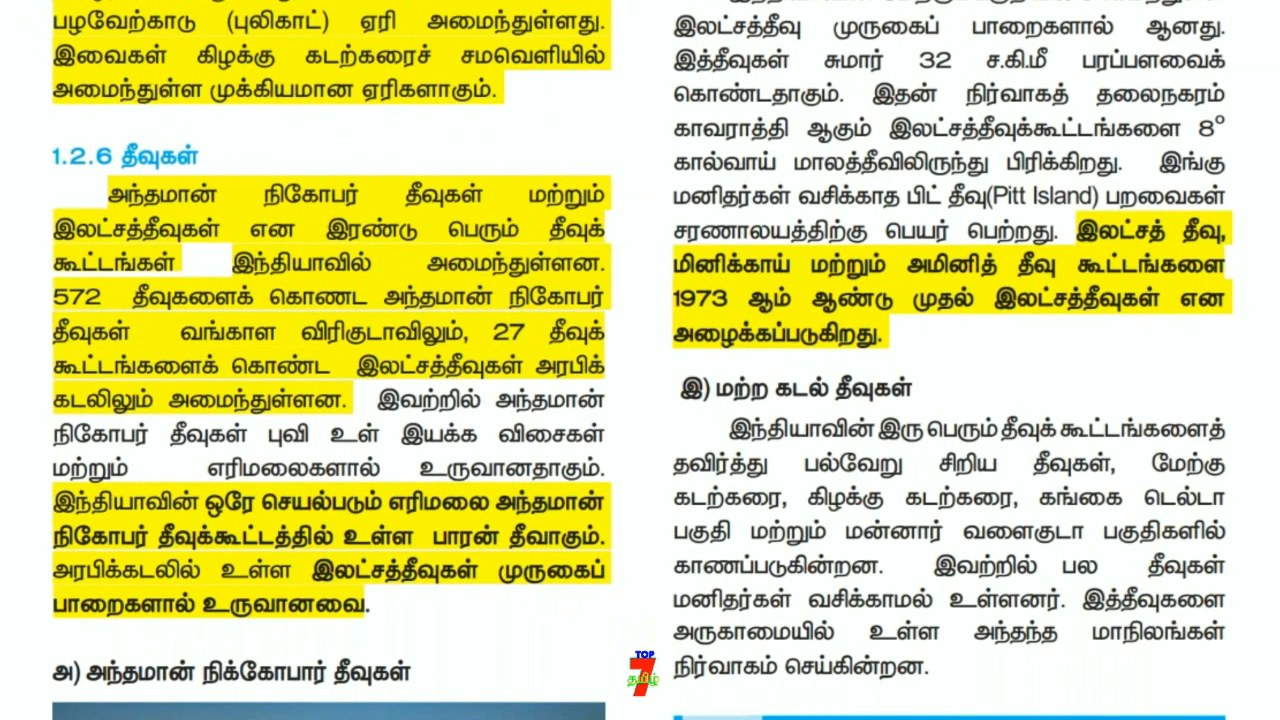 பழவேற்காடு (புலிகாட்) ஏரி அமைந்துள்ளது.
இவைகள் கிழக்கு கடற்கரைச் சமவெளியில்
அமைந்துள்ள முக்கியமான ஏரிகளாகும்.
1.2.6 தீவுகள்
அந்தமான் நிகோபர் தீவுகள் மற்றும்
இலட்சத்தீவுகள் என இரண்டு பெரும் தீவுக்
கூட்டங்கள் இந்தியாவில் அமைந்துள்ளன.
572 தீவுகளைக் கொணட அந்தமான் நிகோபர்
தீவுகள் வங்காள விரிகுடாவிலும், 27 தீவுக்
கூட்டங்களைக் கொண்ட இலட்சத்தீவுகள் அரபிக்
கடலிலும் அமைந்துள்ளன. இவற்றில் அந்தமான்
நிகோபர் தீவுகள் புவி உள் இயக்க விசைகள்
மற்றும் எரிமலைகளால் உருவானதாகும்.
இந்தியாவின் ஒரே செயல்படும் எரிமலை அந்தமான்
நிகோபர் தீவுக்கூட்டத்தில் உள்ள பாரன் தீவாகும்.
அரபிக்கடலில் உள்ள இலட்சத்தீவுகள் முருகைப்
பாறைகளால் உருவானவை.
அ) அந்தமான் நிக்கோபார் தீவுகள்
இலட்சத்தீவு முருகைப் பாறைகளால் ஆனது.
இத்தீவுகள் சுமார் 32 ச.கி.மீ பரப்பளவைக்
கொண்டதாகும். இதன் நிர்வாகத் தலைநகரம்
காவராத்தி ஆகும் இலட்சத்தீவுக்கூட்டங்களை 8°
கால்வாய் மாலத்தீவிலிருந்து பிரிக்கிறது. இங்கு
மனிதர்கள் வசிக்காத பிட் தீவு(Pitt Island) பறவைகள்
சரணாலயத்திற்கு பெயர் பெற்றது. இலட்சத் தீவு,
மினிக்காய் மற்றும் அமினித் தீவு கூட்டங்களை
1973 ஆம் ஆண்டு முதல் இலட்சத்தீவுகள் என
அழைக்கப்படுகிறது.
இ) மற்ற கடல் தீவுகள்
இந்தியாவின் இரு பெரும் தீவுக் கூட்டங்களைத்
தவிர்த்து பல்வேறு சிறிய தீவுகள், மேற்கு
கடற்கரை, கிழக்கு கடற்கரை, கங்கை டெல்டா
பகுதி மற்றும் மன்னார் வளைகுடா பகுதிகளில்
காணப்படுகின்றன. இவற்றில் பல தீவுகள்
மனிதர்கள் வசிக்காமல் உள்ளனர். இத்தீவுகளை
அருகாமையில் உள்ள அந்தந்த மாநிலங்கள்
நிர்வாகம் செய்கின்றன.
TOP
7
தமிழ்